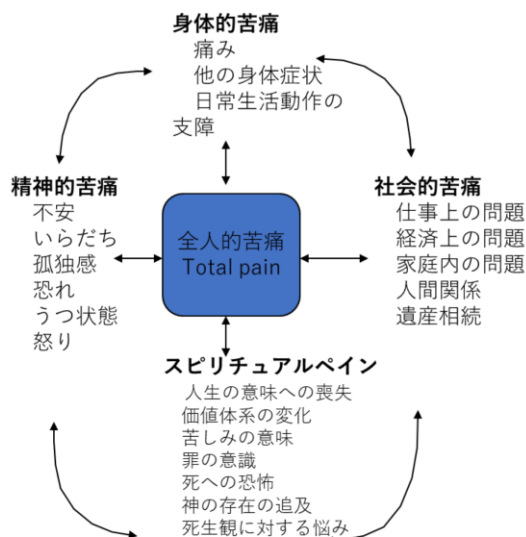 身体的苦痛
痛み
他の身体症状
日常生活動作の
支障
精神的苦痛
不安
いらだち
孤独感
恐れ
うつ状態
怒り
全人的苦痛
Total pain
社会的苦痛
仕事上の問題
経済上の問題
家庭内の問題
人間関係
遺産相続
スピリチュアルペイン
人生の意味への喪失
価値体系の変化
苦しみの意味
罪の意識
死への恐怖
神の存在の追及
死生観に対する悩み